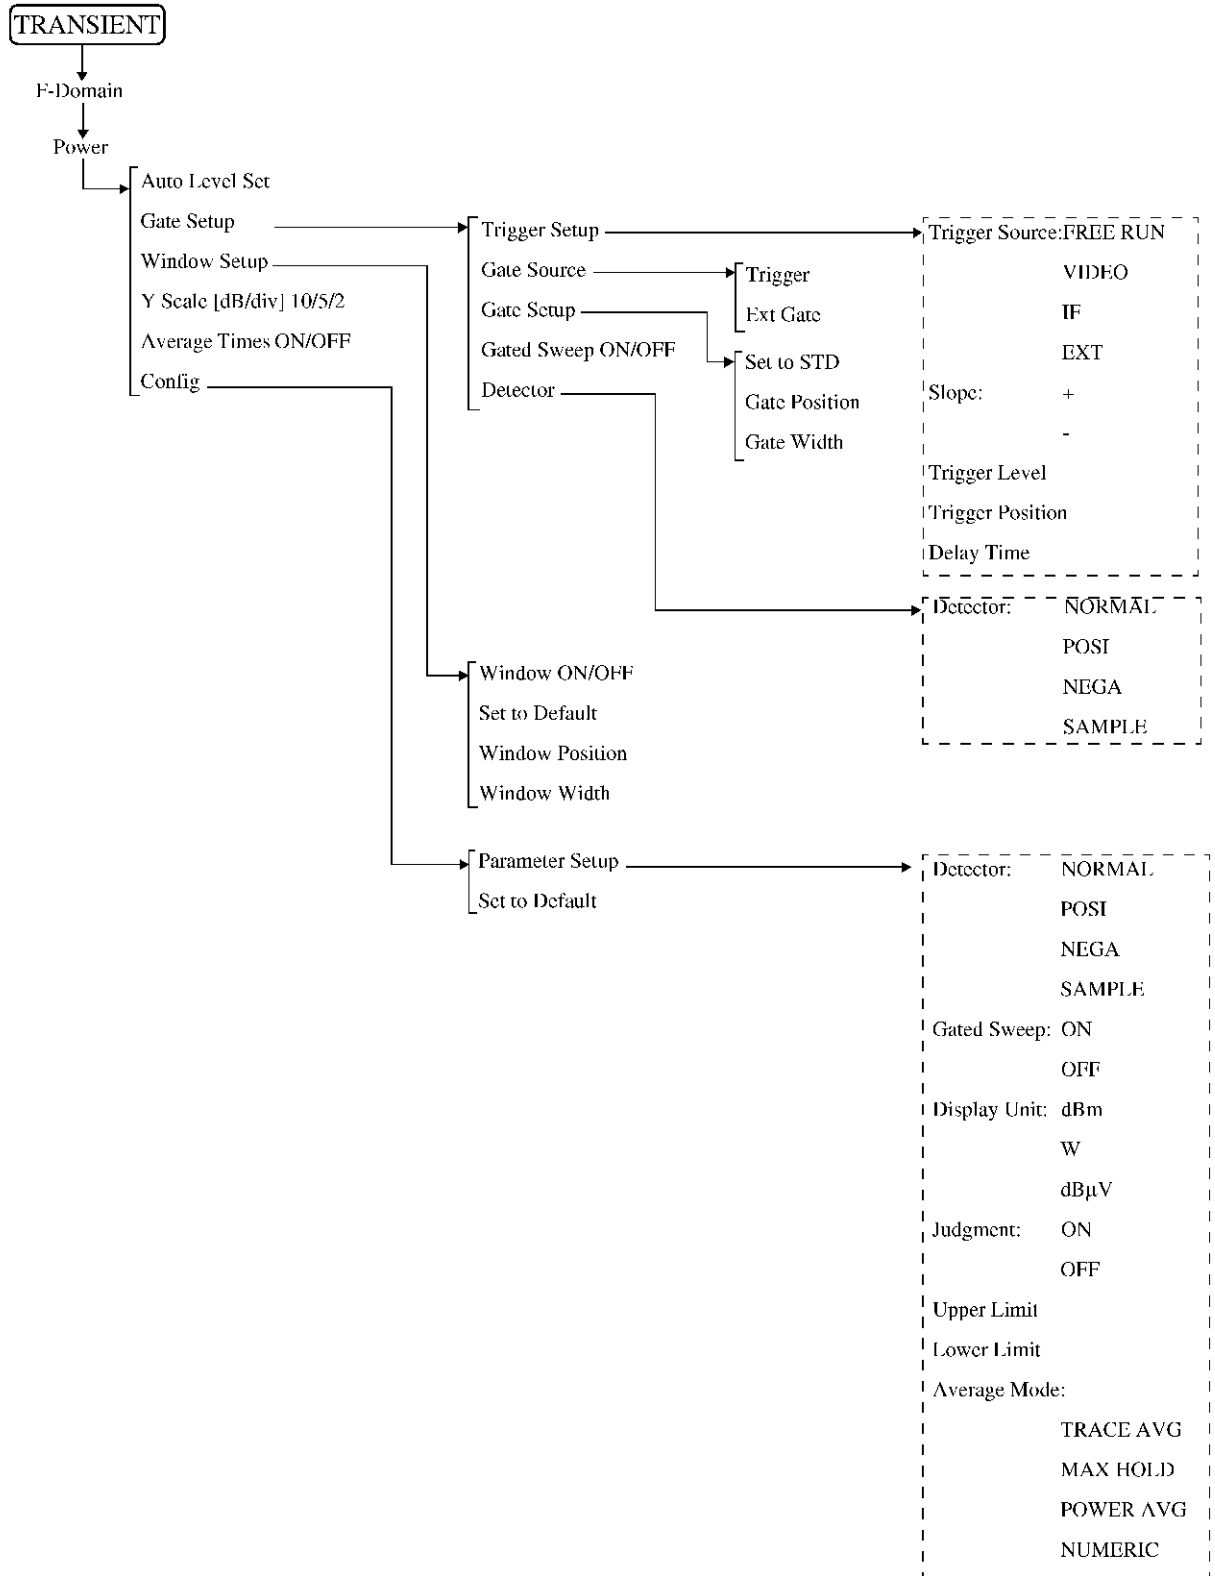 TRANSIENT
F-Domain
Power
Auto Level Set
Gate Setup
Window Setup
Y Scale [dB/div] 10/5/2
Average Times ON/OFF
Config
Trigger Setup
Gate Source
Gate Setup
Gated Sweep ON/OFF
Detector
Trigger
Ext Gate
Set to STD
Gate Position
Gate Width
Trigger Source:FREE RUN
VIDEO
IF
EXT
Slope: +
-
Trigger Level
Trigger Position
Delay Time
Detector: NORMAL
POSI
NEGA
SAMPLE
Window ON/OFF
Set to Default
Window Position
Window Width
Parameter Setup
Set to Default
Detector: NORMAL
POSI
NEGA
SAMPLE
Gated Sweep: ON
OFF
Display Unit: dBm
W
dBμV
Judgment: ON
OFF
Upper Limit
Lower Limit
Average Mode:
TRACE AVG
MAX HOLD
POWER AVG
NUMERIC